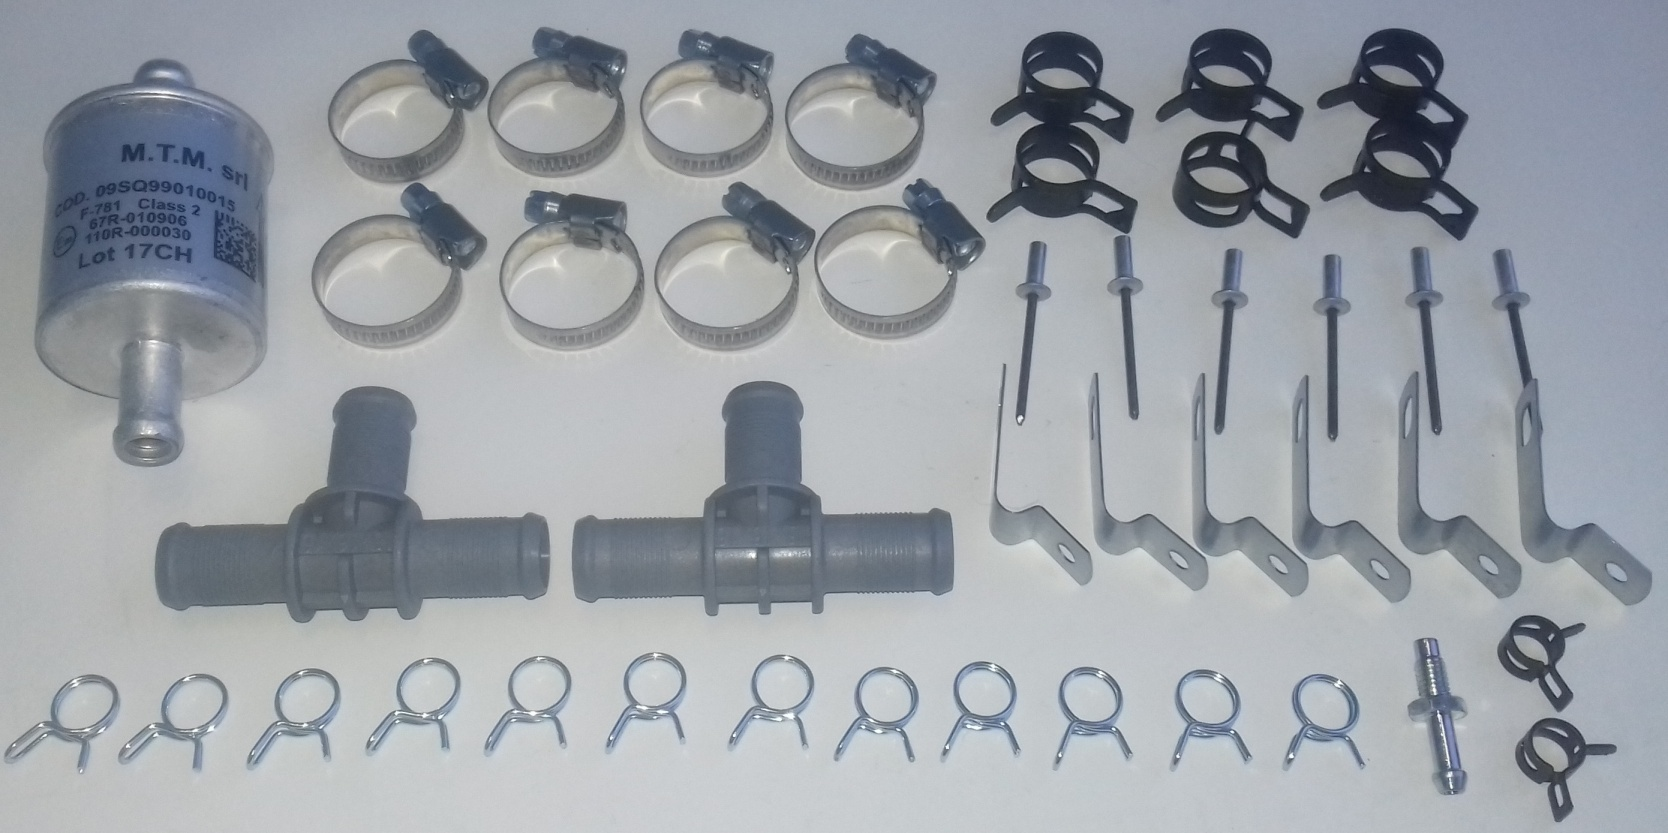 M.T.M. srl
COD. 09SQ99010015
F-781 Class 2
67R-010906
110R-000030
Lot 17CH